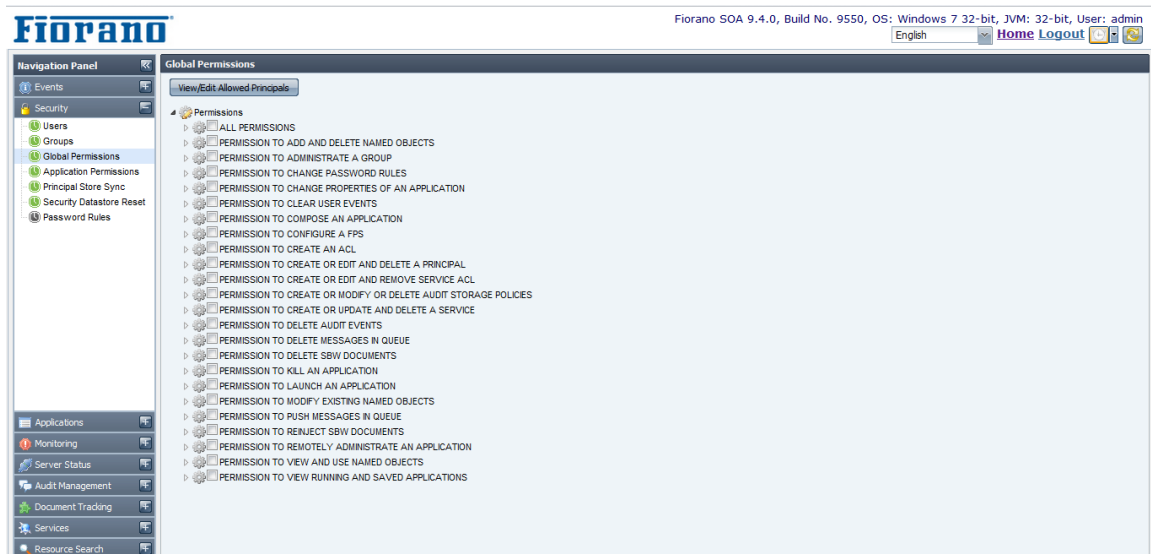 Fiorano
Fiorano SOA 9.4.0, Build No. 9550, OS: Windows 7 32-bit, JVM: 32-bit, User: admin
English Home Logout
Navigation Panel
Global Permissions
Events
View/Edit Allowed Principals
Security
Users
Groups
Global Permissions
Application Permissions
Principal Store Sync
Security Datastore Reset
Password Rules
Permissions
ALL PERMISSIONS
PERMISSION TO ADD AND DELETE NAMED OBJECTS
PERMISSION TO ADMINISTRATE A GROUP
PERMISSION TO CHANGE PASSWORD RULES
PERMISSION TO CHANGE PROPERTIES OF AN APPLICATION
PERMISSION TO CLEAR USER EVENTS
PERMISSION TO COMPOSE AN APPLICATION
PERMISSION TO CONFIGURE A FPS
PERMISSION TO CREATE AN ACL
PERMISSION TO CREATE OR EDIT AND DELETE A PRINCIPAL
PERMISSION TO CREATE OR EDIT AND REMOVE SERVICE ACL
PERMISSION TO CREATE OR MODIFY OR DELETE AUDIT STORAGE POLICIES
PERMISSION TO CREATE OR UPDATE AND DELETE A SERVICE
PERMISSION TO DELETE AUDIT EVENTS
PERMISSION TO DELETE MESSAGES IN QUEUE
PERMISSION TO DELETE SBW DOCUMENTS
PERMISSION TO KILL AN APPLICATION
PERMISSION TO LAUNCH AN APPLICATION
PERMISSION TO MODIFY EXISTING NAMED OBJECTS
PERMISSION TO PUSH MESSAGES IN QUEUE
PERMISSION TO REINJECT SBW DOCUMENTS
PERMISSION TO REMOTELY ADMINISTRATE AN APPLICATION
PERMISSION TO VIEW AND USE NAMED OBJECTS
PERMISSION TO VIEW RUNNING AND SAVED APPLICATIONS
Applications
Monitoring
Server Status
Audit Management
Document Tracking
Services
Resource Search